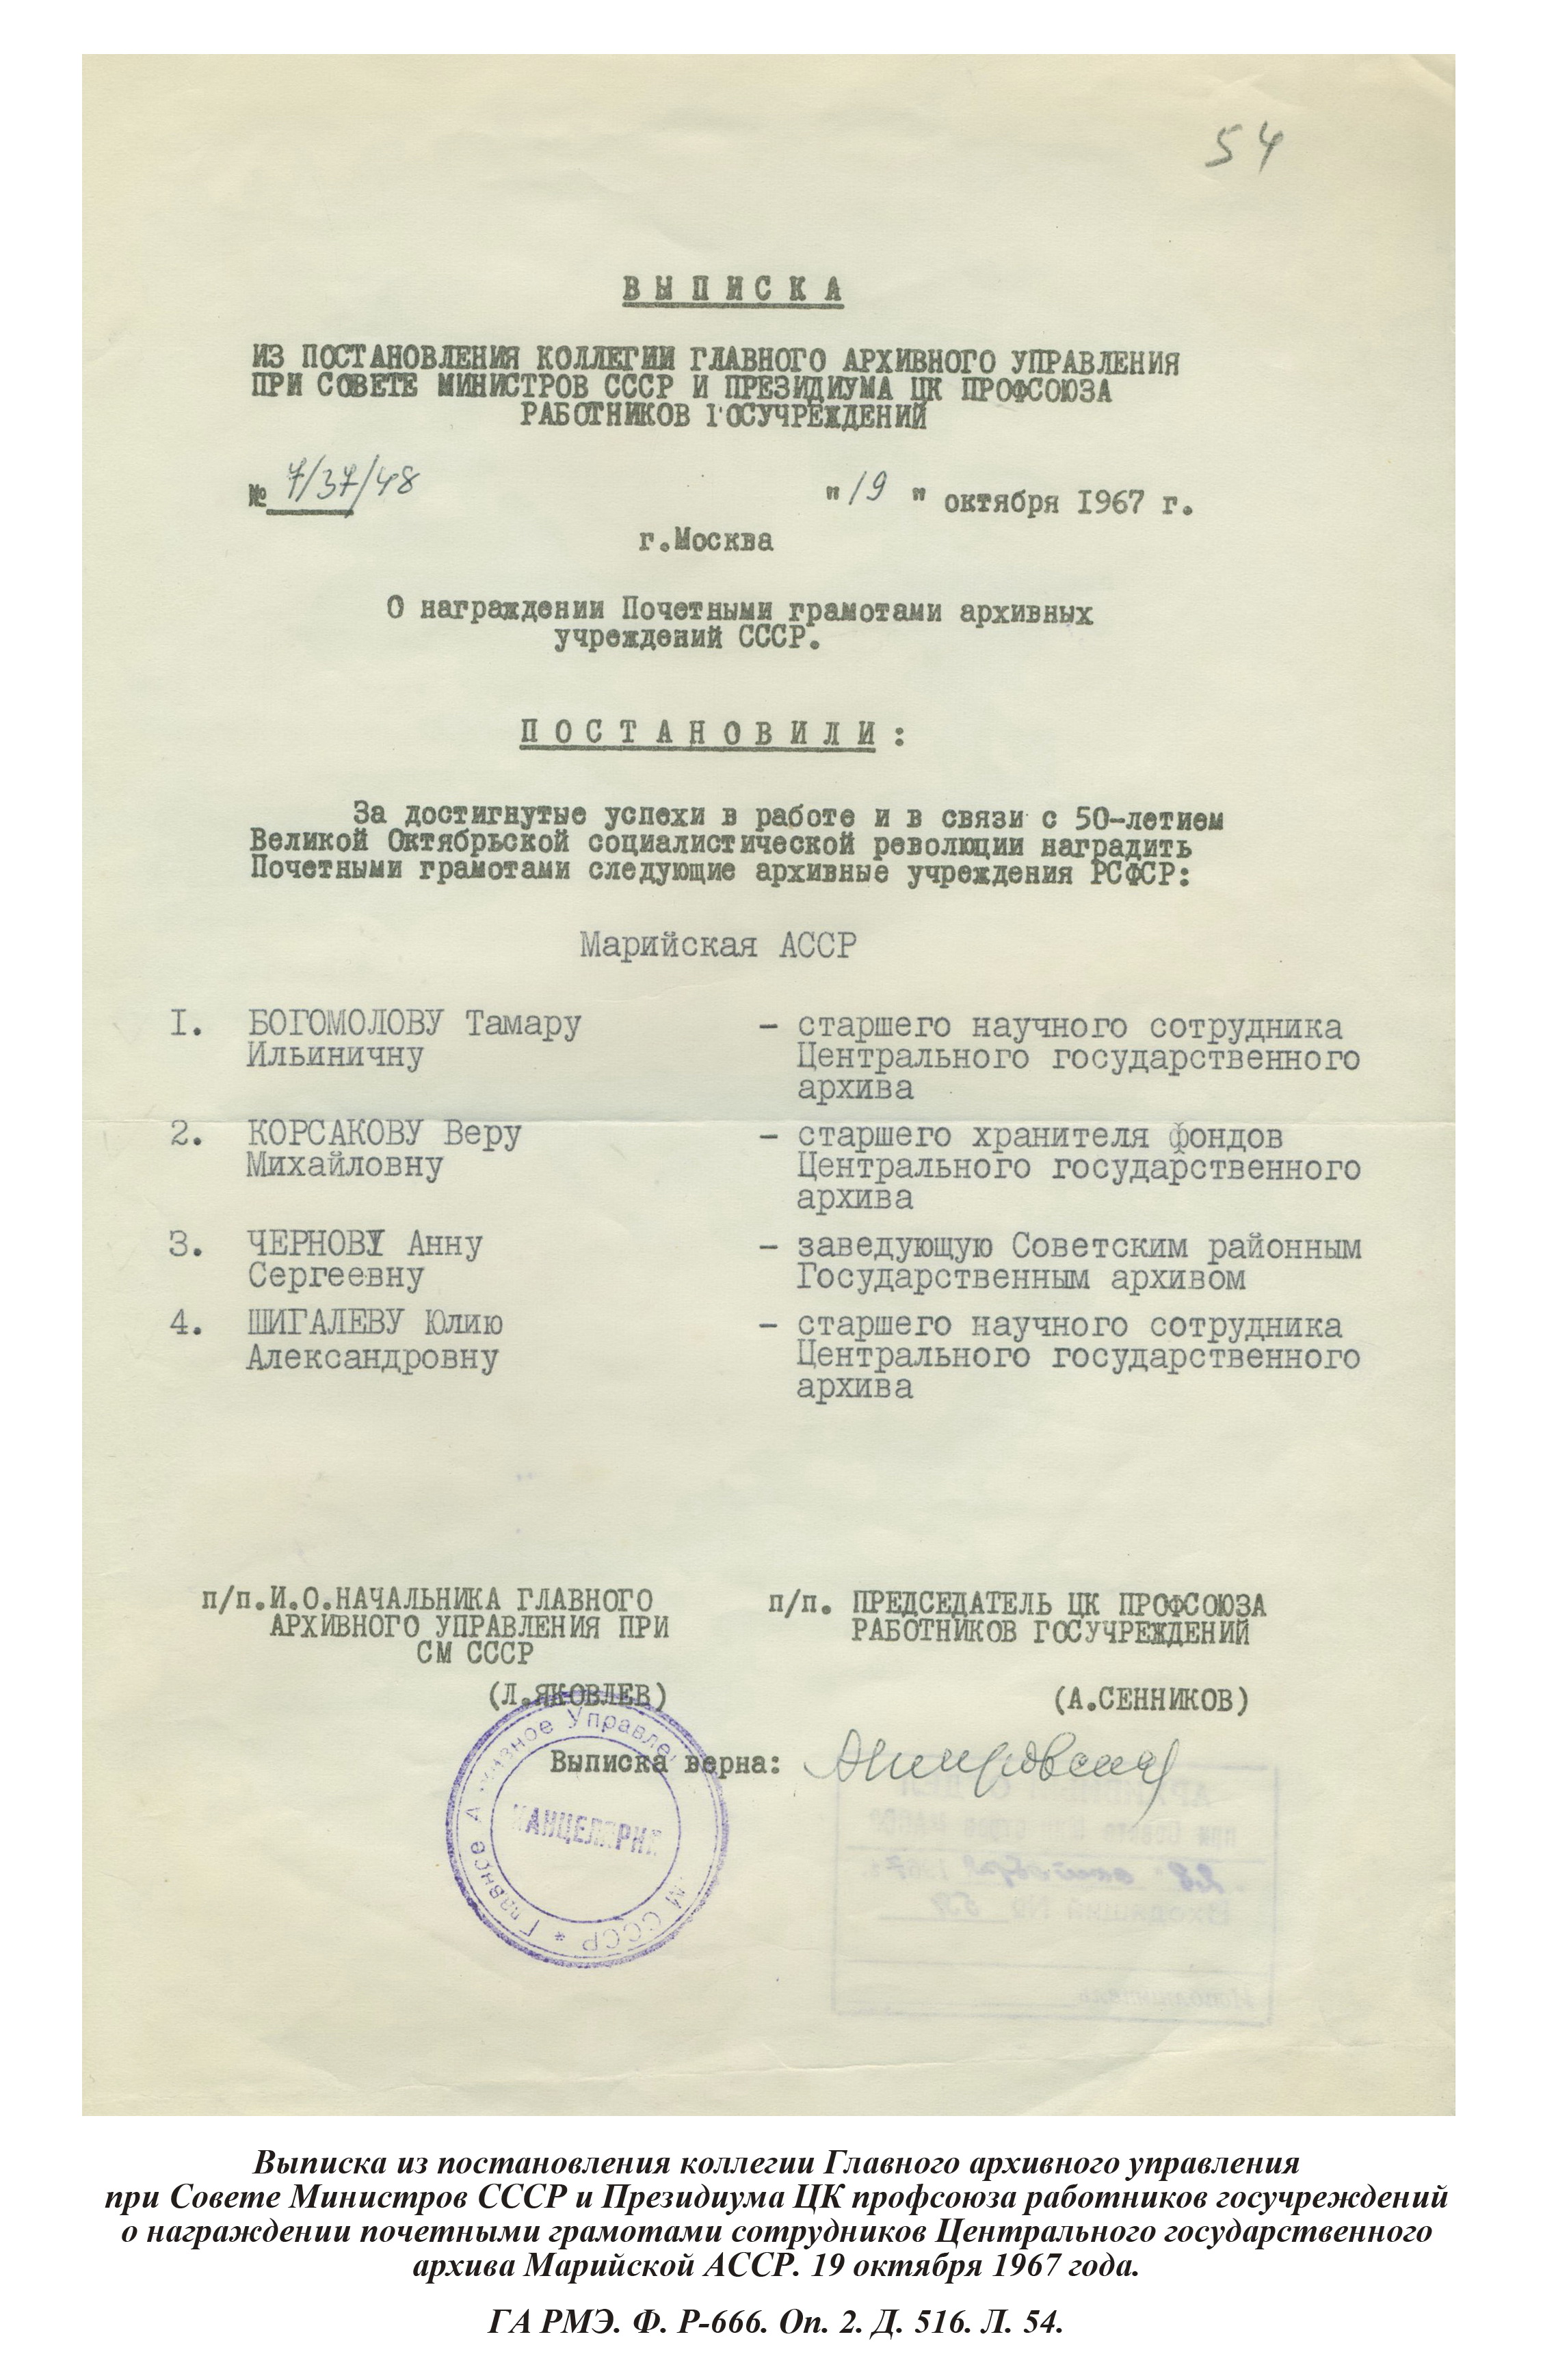 54
ВЫПИСКА
ИЗ ПОСТАНОВЛЕНИЯ КОЛЛЕГИИ ГЛАВНОГО АРХИВНОГО УПРАВЛЕНИЯ
ПРИ СОВЕТЕ МИНИСТРОВ СССР И ПРЕЗИДИУМА ЦК ПРОФСОЮЗА
РАБОТНИКОВ ГОСУЧРЕЖДЕНИЙ
№ 7/37/48 "19" октября 1967 г.
г.Москва
О награждении Почетными грамотами архивных
учреждений СССР.
ПОСТАНОВИЛИ:
За достигнутые успехи в работе и в связи с 50-летием
Великой Октябрьской социалистической революции наградить
Почетными грамотами следующие архивные учреждения РСФСР:
Марийская АССР
I. БОГОМОЛОВУ Тамару - старшего научного сотрудника
Ильиничну Центрального государственного
архива
2. КОРСАКОВУ Веру - старшего хранителя фондов
Михайловну Центрального государственного
архива
3. ЧЕРНОВУ Анну - заведующую Советским районным
Сергеевну Государственным архивом
4. ШИГАЛЕВУ Юлию - старшего научного сотрудника
Александровну Центрального государственного
архива
п/п.И.О.НАЧАЛЬНИКА ГЛАВНОГО п/п. ПРЕДСЕДАТЕЛЬ ЦК ПРОФСОЮЗА
АРХИВНОГО УПРАВЛЕНИЯ ПРИ РАБОТНИКОВ ГОСУЧРЕЖДЕНИЙ
СМ СССР
(Л.ЯКОВЛЕВ) (А.СЕННИКОВ)
Выписка верна:
Главное Архивное Управле СМ СССР *
КАНЦЕЛЯРИЯ
Выписка из постановления коллегии Главного архивного управления
при Совете Министров СССР и Президиума ЦК профсоюза работников госучреждений
о награждении почетными грамотами сотрудников Центрального государственного
архива Марийской АССР. 19 октября 1967 года.
ГА РМЭ. Ф. Р-666. Оп. 2. Д. 516. Л. 54.